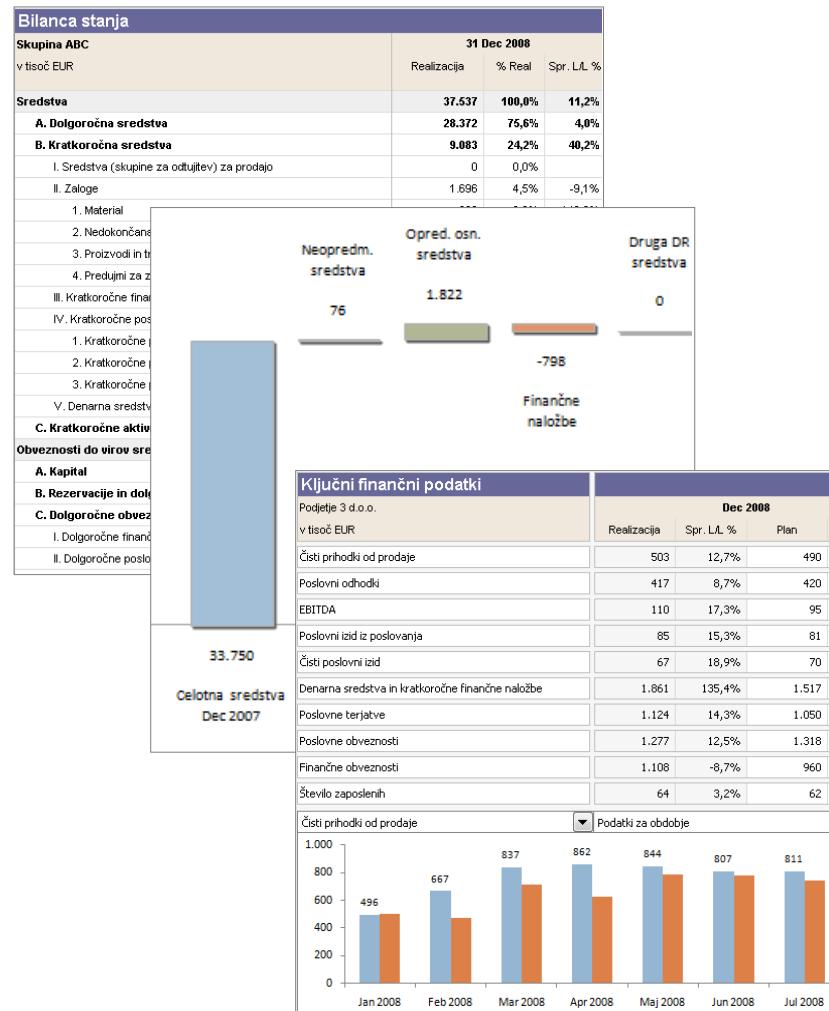 Bilanca stanja
Skupina ABC 31 Dec 2008
v tisoč EUR Realizacija % Real Spr. L/L %
Sredstva 37.537 100,0% 11,2%
A. Dolgoročna sredstva 28.372 75,6% 4,0%
B. Kratkoročna sredstva 9.083 24,2% 40,2%
I. Sredstva (skupine za odtujitev) za prodajo 0 0,0%
II. Zaloge 1.696 4,5% -9,1%
1. Material
2. Nedokončana
3. Proizvodi in
4. Predujmi za z
III. Kratkoročne finan
IV. Kratkoročne pos
1. Kratkoročne
2. Kratkoročne
3. Kratkoročne
V. Denarna sredstv
C. Kratkoročne aktiv
Obveznosti do virov sre
A. Kapital
B. Rezervacije in dolg
C. Dolgoročne obvez
I. Dolgoročne finanč
II. Dolgoročne poslo
Neopredm. sredstva
76
Opred. osn. sredstva
1.822
-798
Finančne naložbe
Druga DR sredstva
0
33.750
Celotna sredstva
Dec 2007
Ključni finančni podatki
Podjetje 3 d.o.o. Dec 2008
v tisoč EUR Realizacija Spr. L/L % Plan
Čisti prihodki od prodaje 503 12,7% 490
Poslovni odhodki 417 8,7% 420
EBITDA 110 17,3% 95
Poslovni izid iz poslovanja 85 15,3% 81
Čisti poslovni izid 67 18,9% 70
Denarna sredstva in kratkoročne finančne naložbe 1.861 135,4% 1.517
Poslovne terjatve 1.124 14,3% 1.050
Poslovne obveznosti 1.277 12,5% 1.318
Finančne obveznosti 1.108 -8,7% 960
Število zaposlenih 64 3,2% 62
Čisti prihodki od prodaje Podatki za obdobje
1.000
800
600
400
200
0
496 667 837 862 844 807 811
Jan 2008 Feb 2008 Mar 2008 Apr 2008 Maj 2008 Jun 2008 Jul 2008